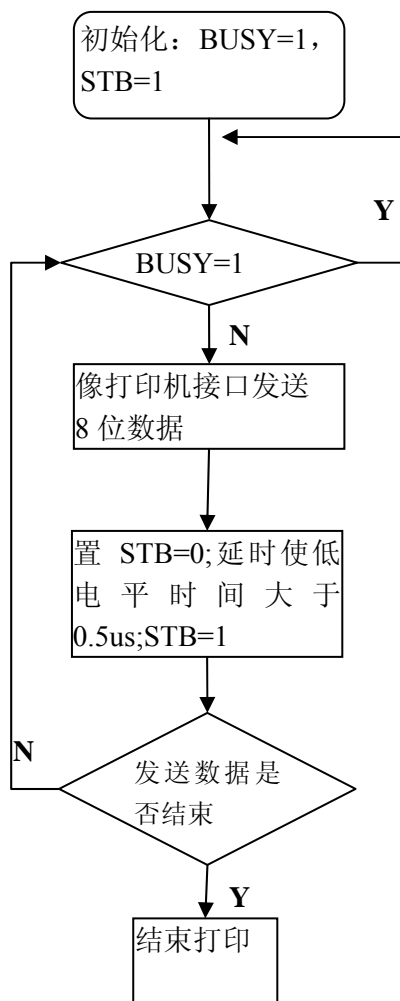 初始化：BUSY=1，
STB=1
Y
BUSY=1
N
像打印机接口发送
8 位数据
置 STB=0;延时使低
电平时间大于
0.5us;STB=1
N
发送数据是
否结束
Y
结束打印